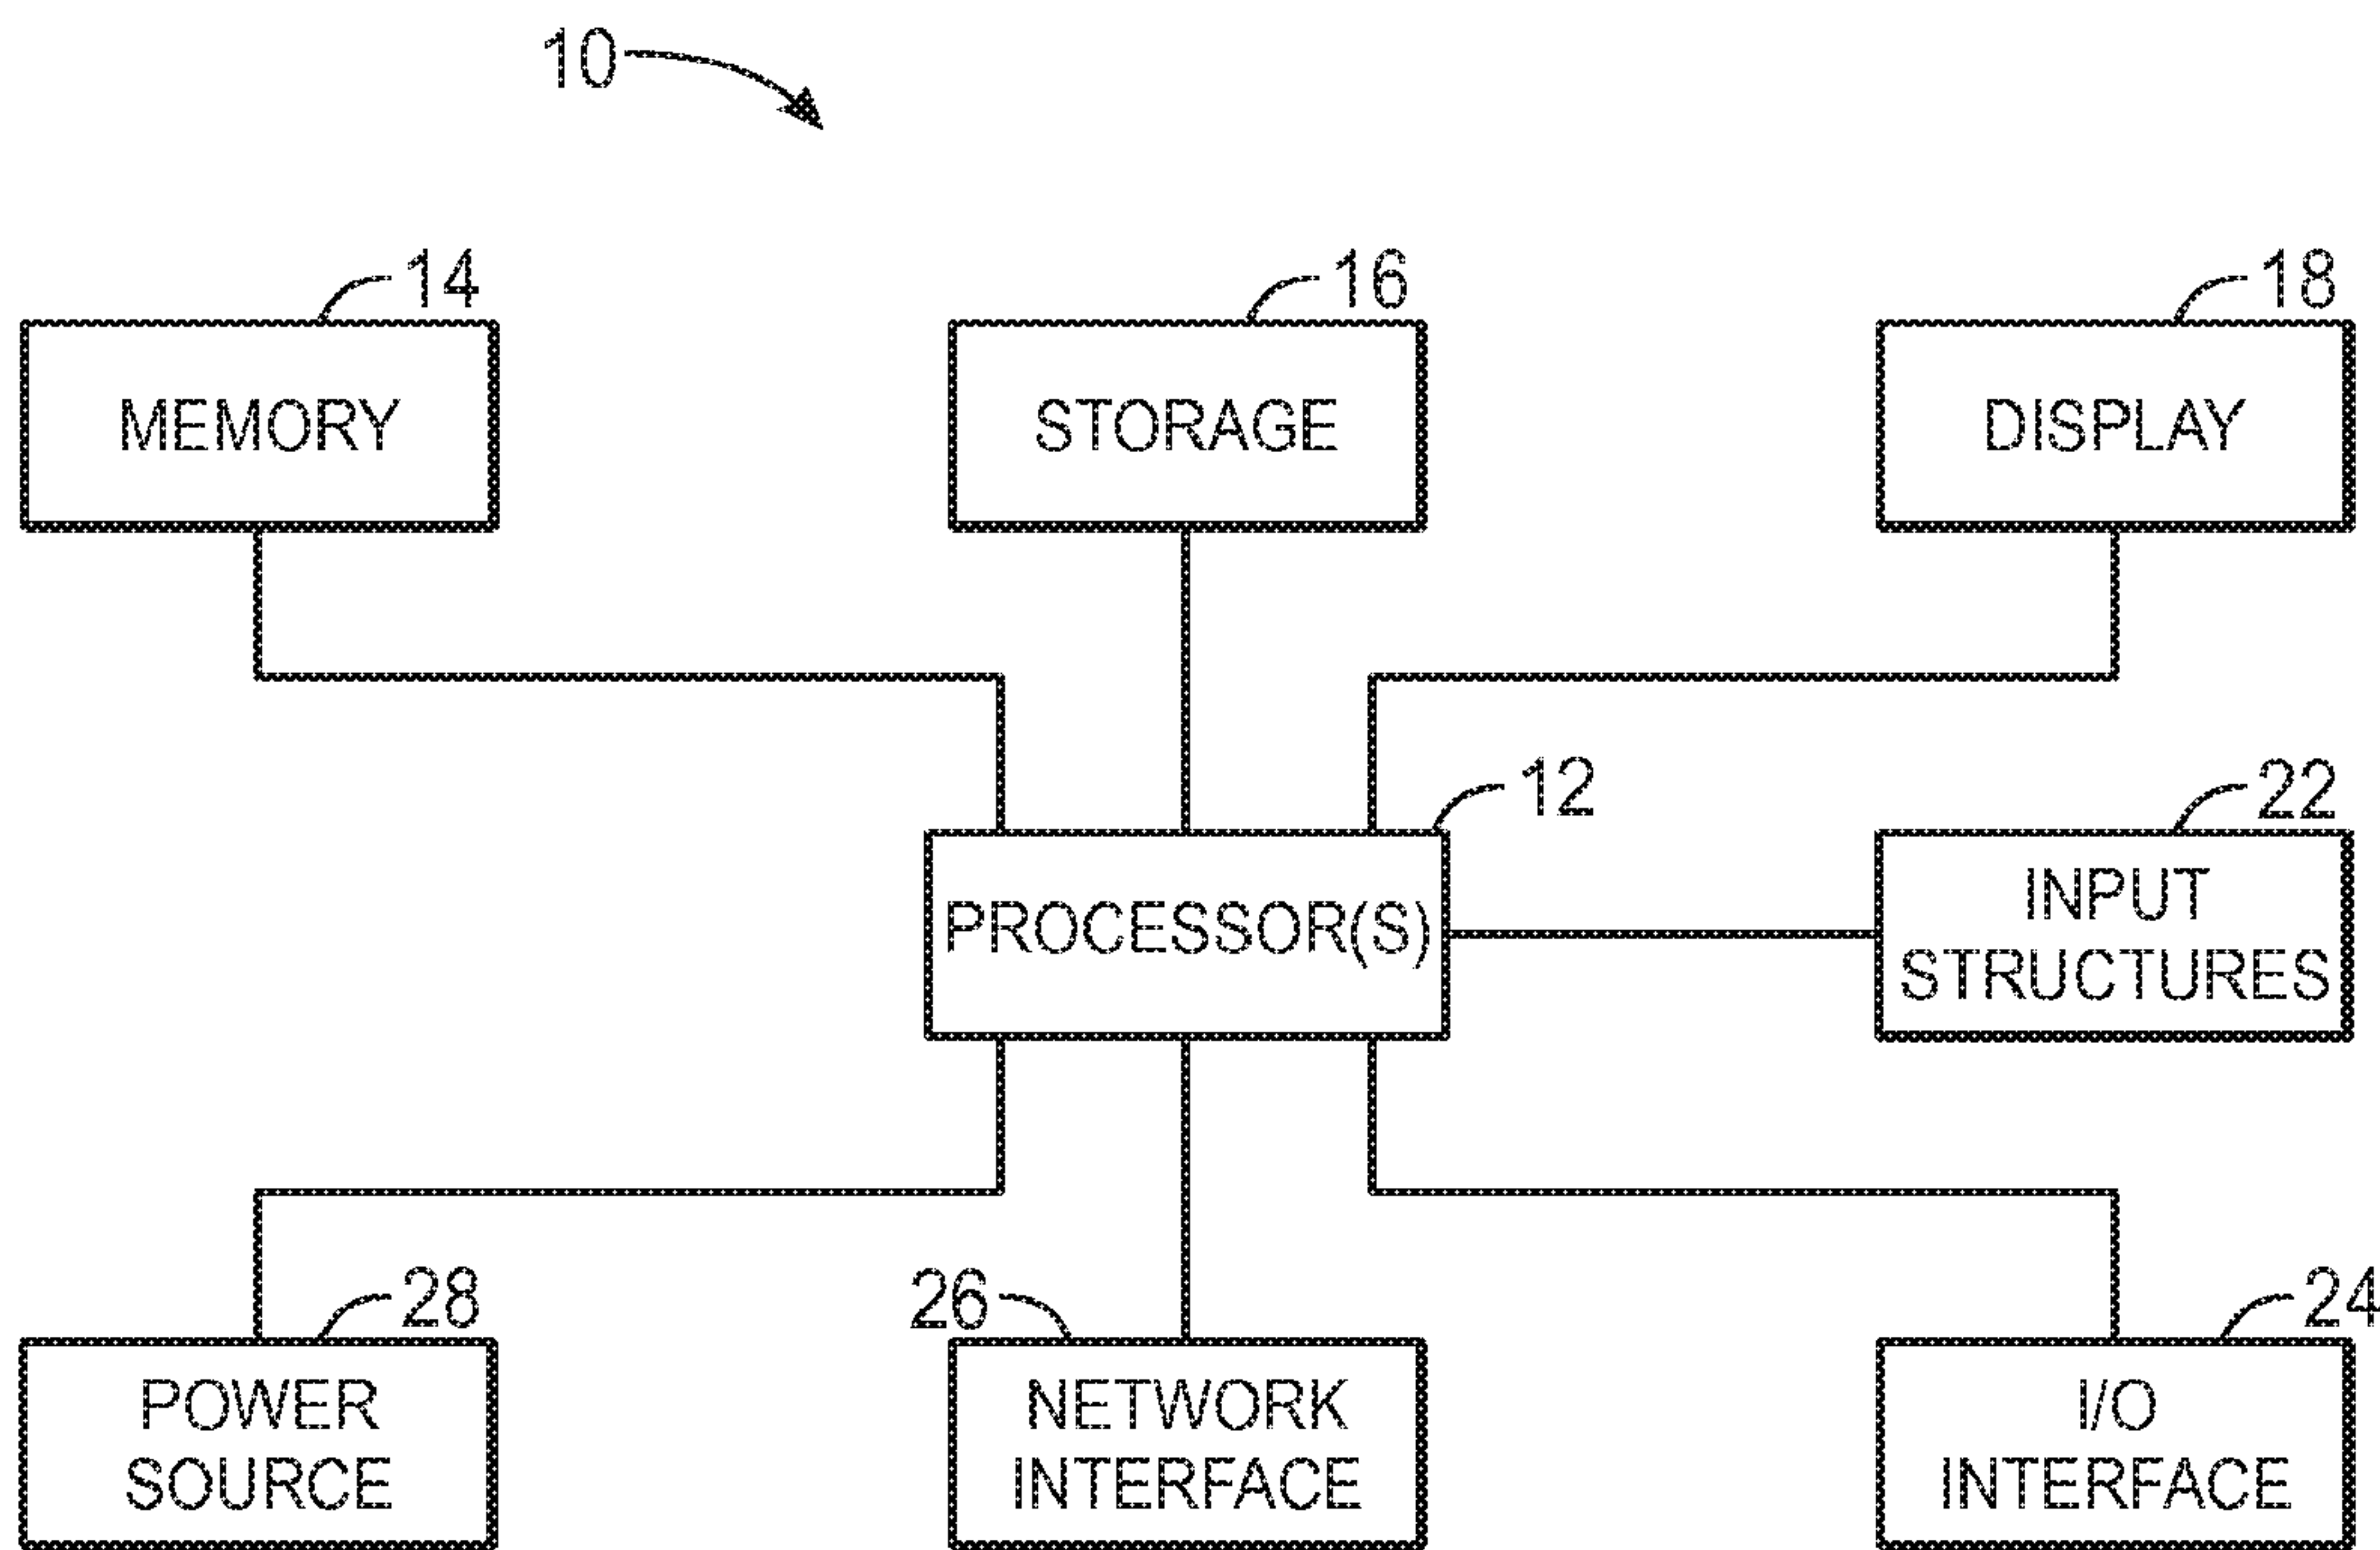 10
14
16
18
MEMORY
STORAGE
DISPLAY
12
22
PROCESSOR(S)
INPUT
STRUCTURES
28
26
24
POWER
SOURCE
NETWORK
INTERFACE
I/O
INTERFACE